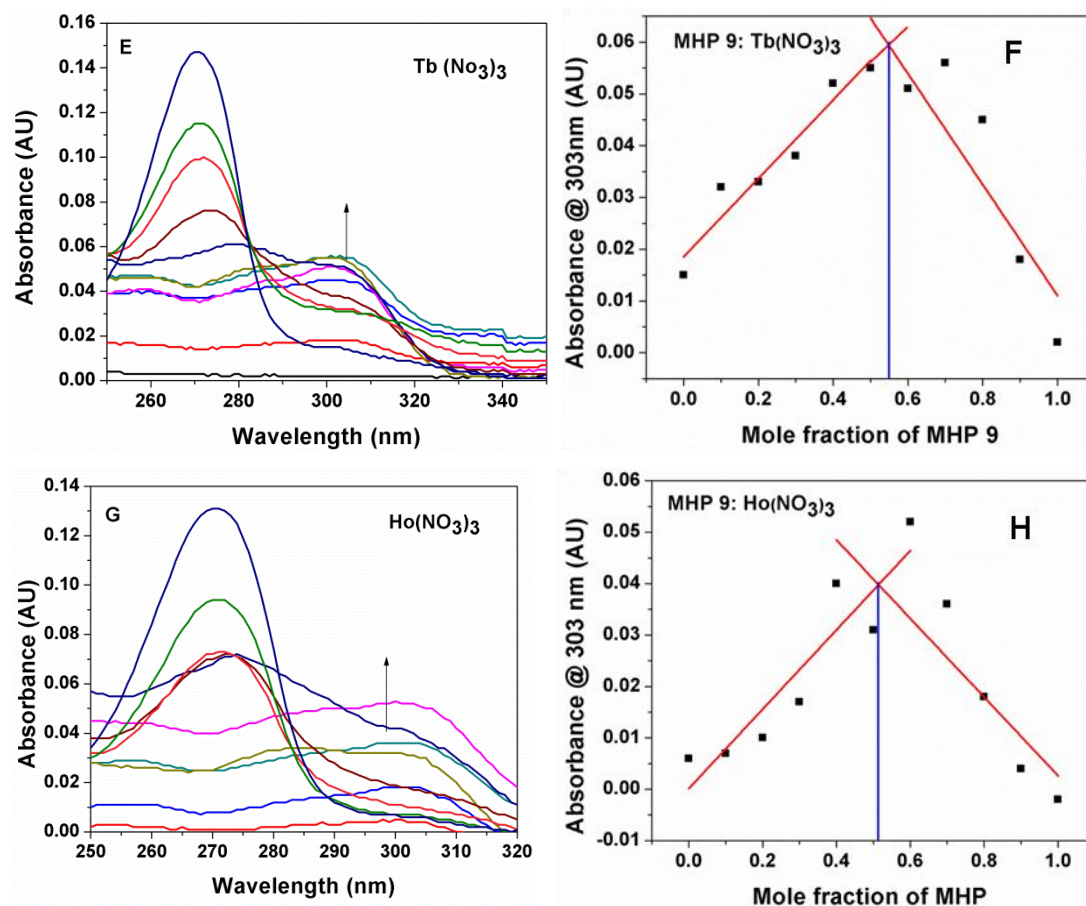 E
Tb (No3)3
Absorbance (AU)
0.16
0.14
0.12
0.10
0.08
0.06
0.04
0.02
0.00
260 280 300 320 340
Wavelength (nm)
MHP 9: Tb(NO3)3
F
Absorbance @ 303nm (AU)
0.06
0.05
0.04
0.03
0.02
0.01
0.00
0.0 0.2 0.4 0.6 0.8 1.0
Mole fraction of MHP 9
G
Ho(NO3)3
Absorbance (AU)
0.14
0.12
0.10
0.08
0.06
0.04
0.02
0.00
250 260 270 280 290 300 310 320
Wavelength (nm)
MHP 9: Ho(NO3)3
H
Absorbance @ 303 nm (AU)
0.06
0.05
0.04
0.03
0.02
0.01
0.00
-0.01
0.0 0.2 0.4 0.6 0.8 1.0
Mole fraction of MHP